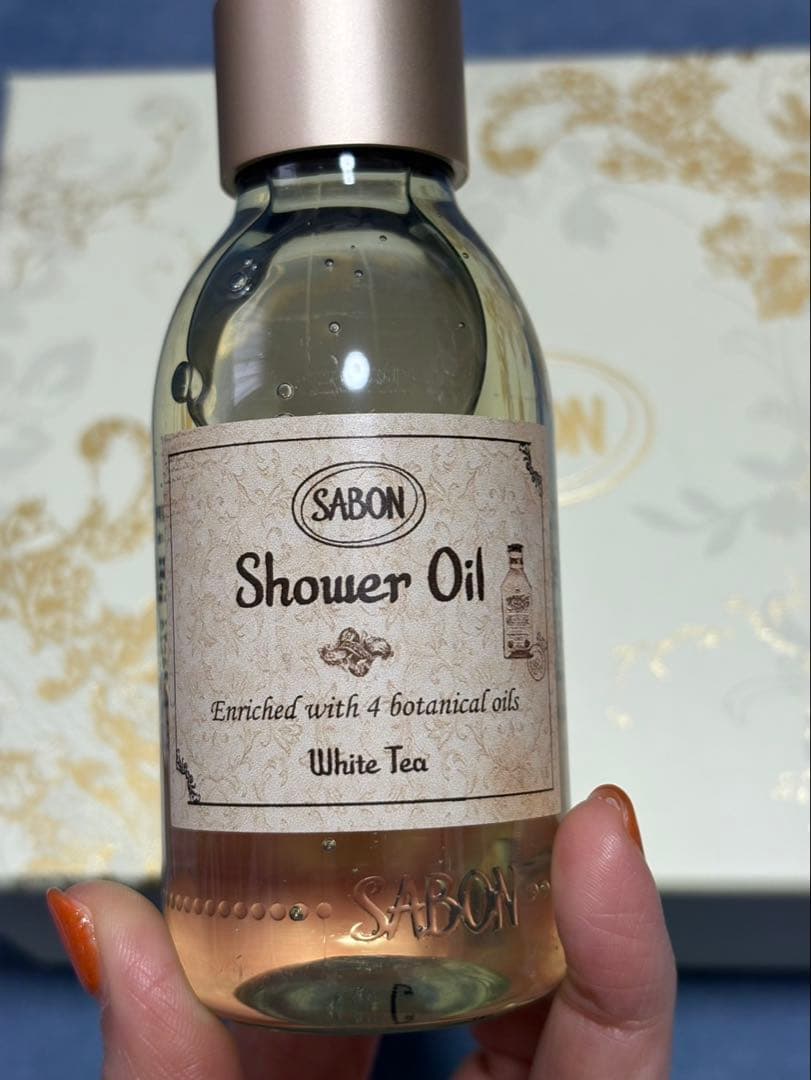 SABON
Shower Oil
Enriched with 4 botanical oils
White Tea
SABON